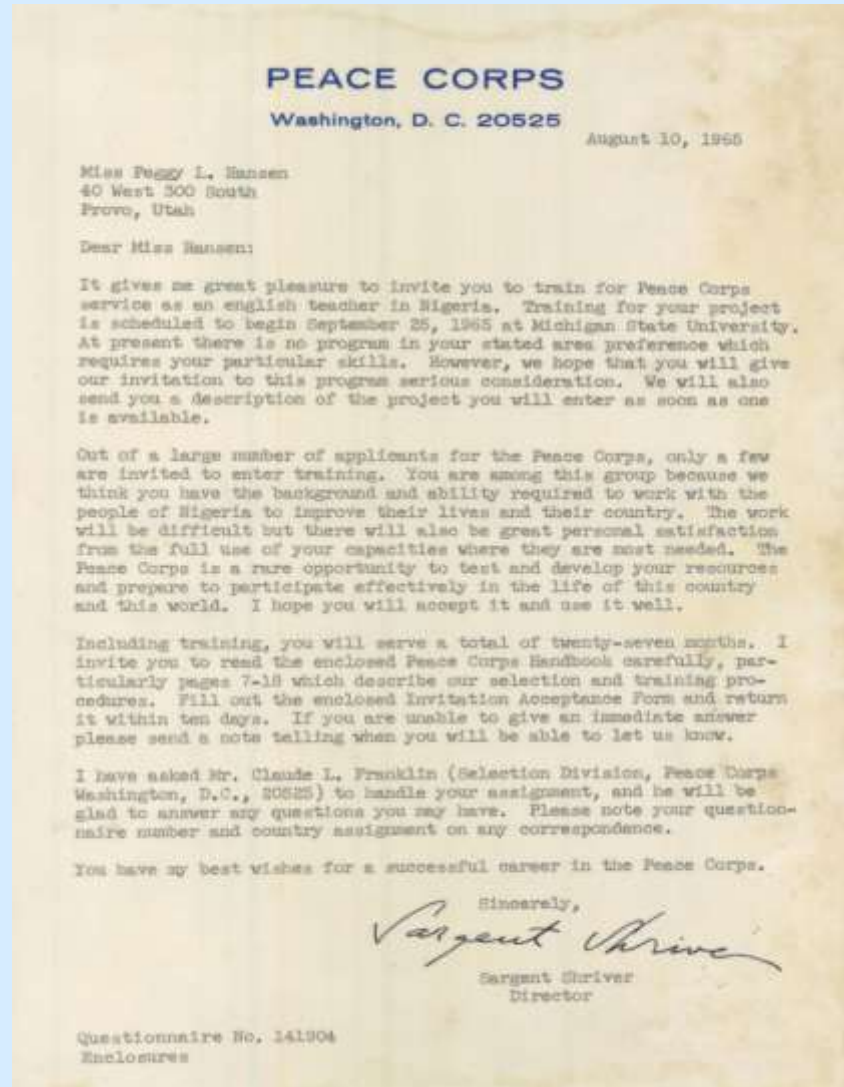 PEACE CORPS
Washington, D. C. 20525
August 10, 1965
Miss Peggy L. Hansen
40 West 300 South
Provo, Utah
Dear Miss Hansen:
It gives me great pleasure to invite you to train for Peace Corps
service as an english teacher in Nigeria. Training for your project
is scheduled to begin September 25, 1965 at Michigan State University.
At present there is no program in your stated area preference which
requires your particular skills. However, we hope that you will give
our invitation to this program serious consideration. We will also
send you a description of the project you will enter as soon as one
is available.
Out of a large number of applicants for the Peace Corps, only a few
are invited to enter training. You are among this group because we
think you have the background and ability required to work with the
people of Nigeria to improve their lives and their country. The work
will be difficult but there will also be great personal satisfaction
from the full use of your capacities where they are most needed. The
Peace Corps is a rare opportunity to test and develop your resources
and prepare to participate effectively in the life of this country
and this world. I hope you will accept it and use it well.
Including training, you will serve a total of twenty-seven months. I
invite you to read the enclosed Peace Corps Handbook carefully, par-
ticularly pages 7-18 which describe our selection and training pro-
cedures. Fill out the enclosed Invitation Acceptance Form and return
it within ten days. If you are unable to give an immediate answer
please send a note telling when you will be able to let us know.
I have asked Mr. Claude L. Franklin (Selection Division, Peace Corps
Washington, D.C., 20525) to handle your assignment, and he will be
glad to answer any questions you may have. Please note your question-
naire number and country assignment on any correspondence.
You have my best wishes for a successful career in the Peace Corps.
Sincerely,
Sargent Shriver
Sargent Shriver
Director
Questionnaire No. 141904
Enclosures